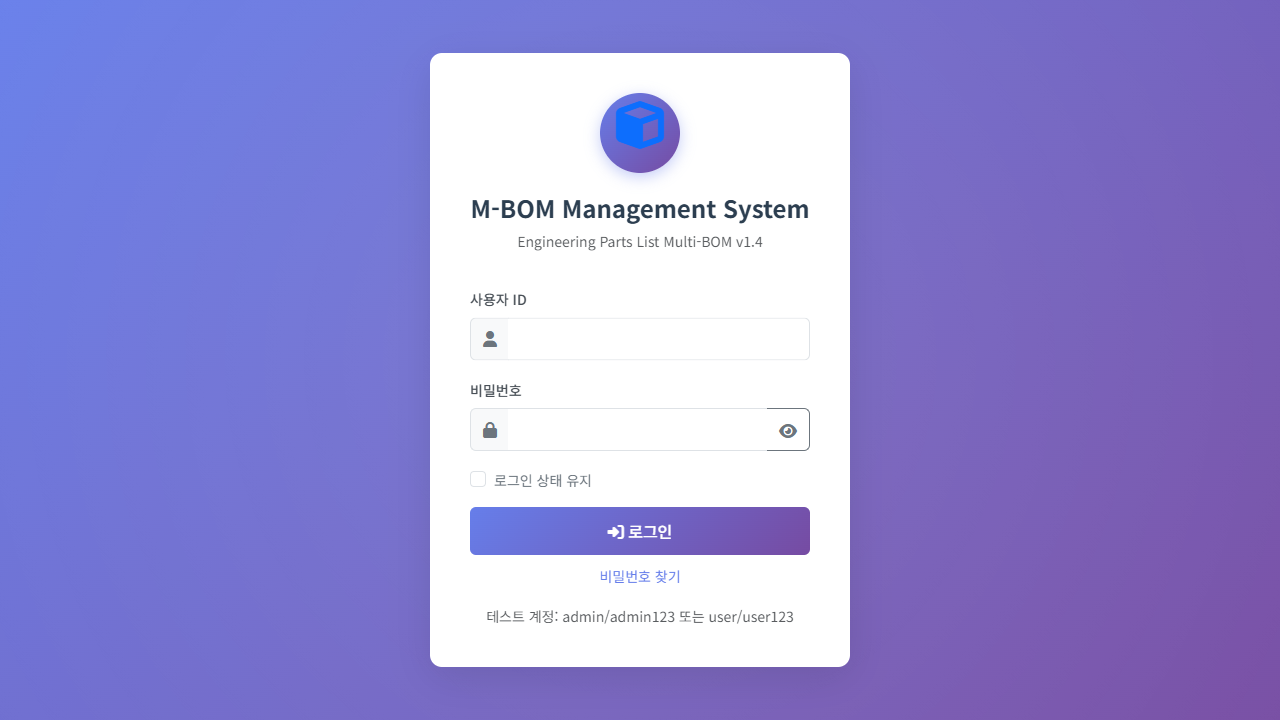 M-BOM Management System
Engineering Parts List Multi-BOM v1.4
사용자 ID
비밀번호
로그인 상태 유지
로그인
비밀번호 찾기
테스트 계정: admin/admin123 또는 user/user123